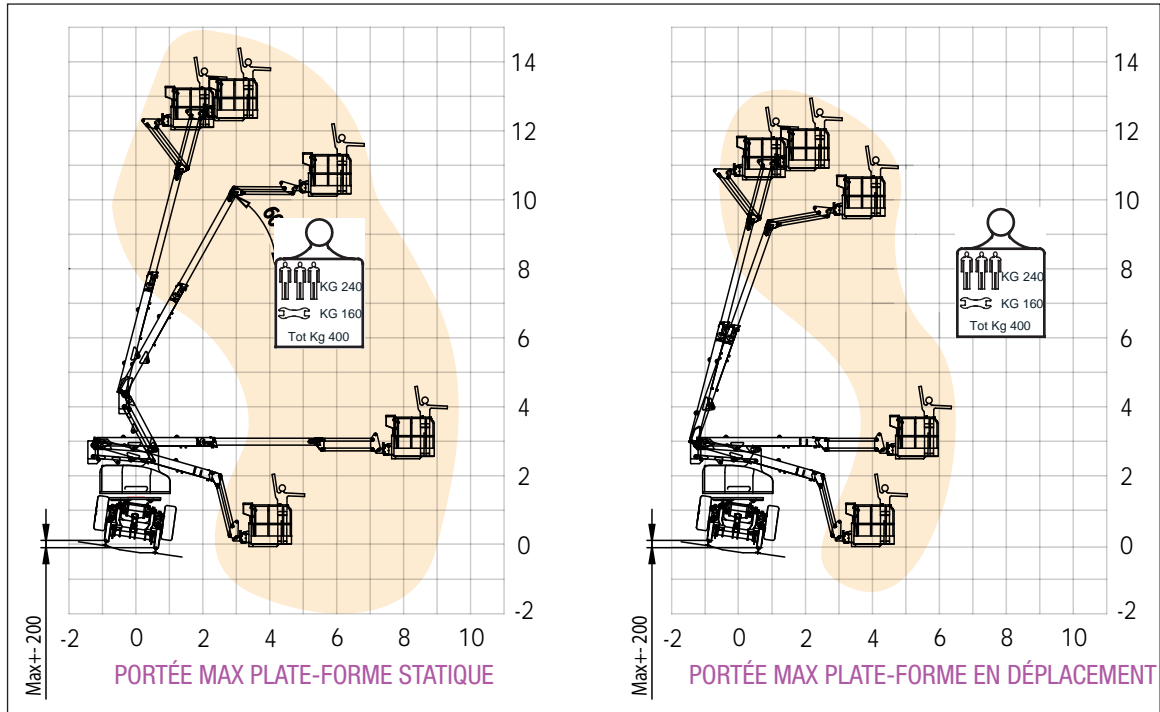 14
12
10
8
6
4
2
0
-2
-2 0 2 4 6 8 10
KG 240
KG 160
Tot Kg 400
Max+- 200
PORTÉE MAX PLATE-FORME STATIQUE
14
12
10
8
6
4
2
0
-2
-2 0 2 4 6 8 10
KG 240
KG 160
Tot Kg 400
Max+- 200
PORTÉE MAX PLATE-FORME EN DÉPLACEMENT